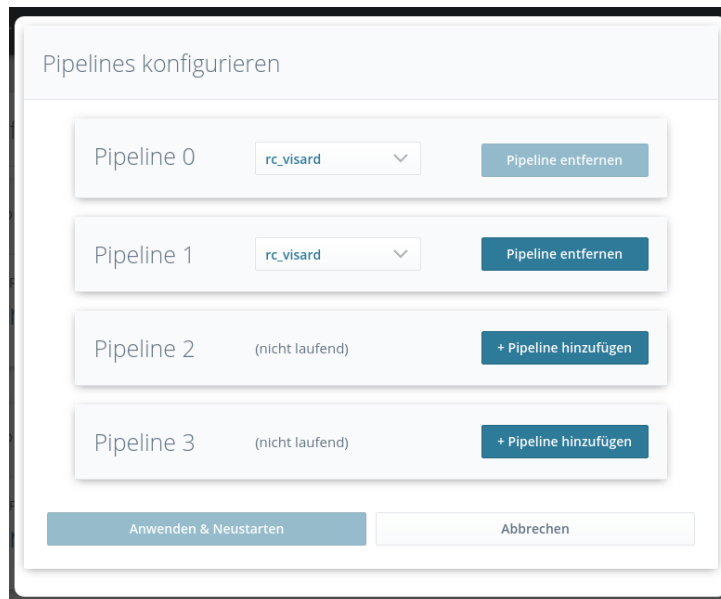 Pipelines konfigurieren
Pipeline 0 rc_visard Pipeline entfernen
Pipeline 1 rc_visard Pipeline entfernen
Pipeline 2 (nicht laufend) + Pipeline hinzufügen
Pipeline 3 (nicht laufend) + Pipeline hinzufügen
Anwenden & Neustarten Abbrechen